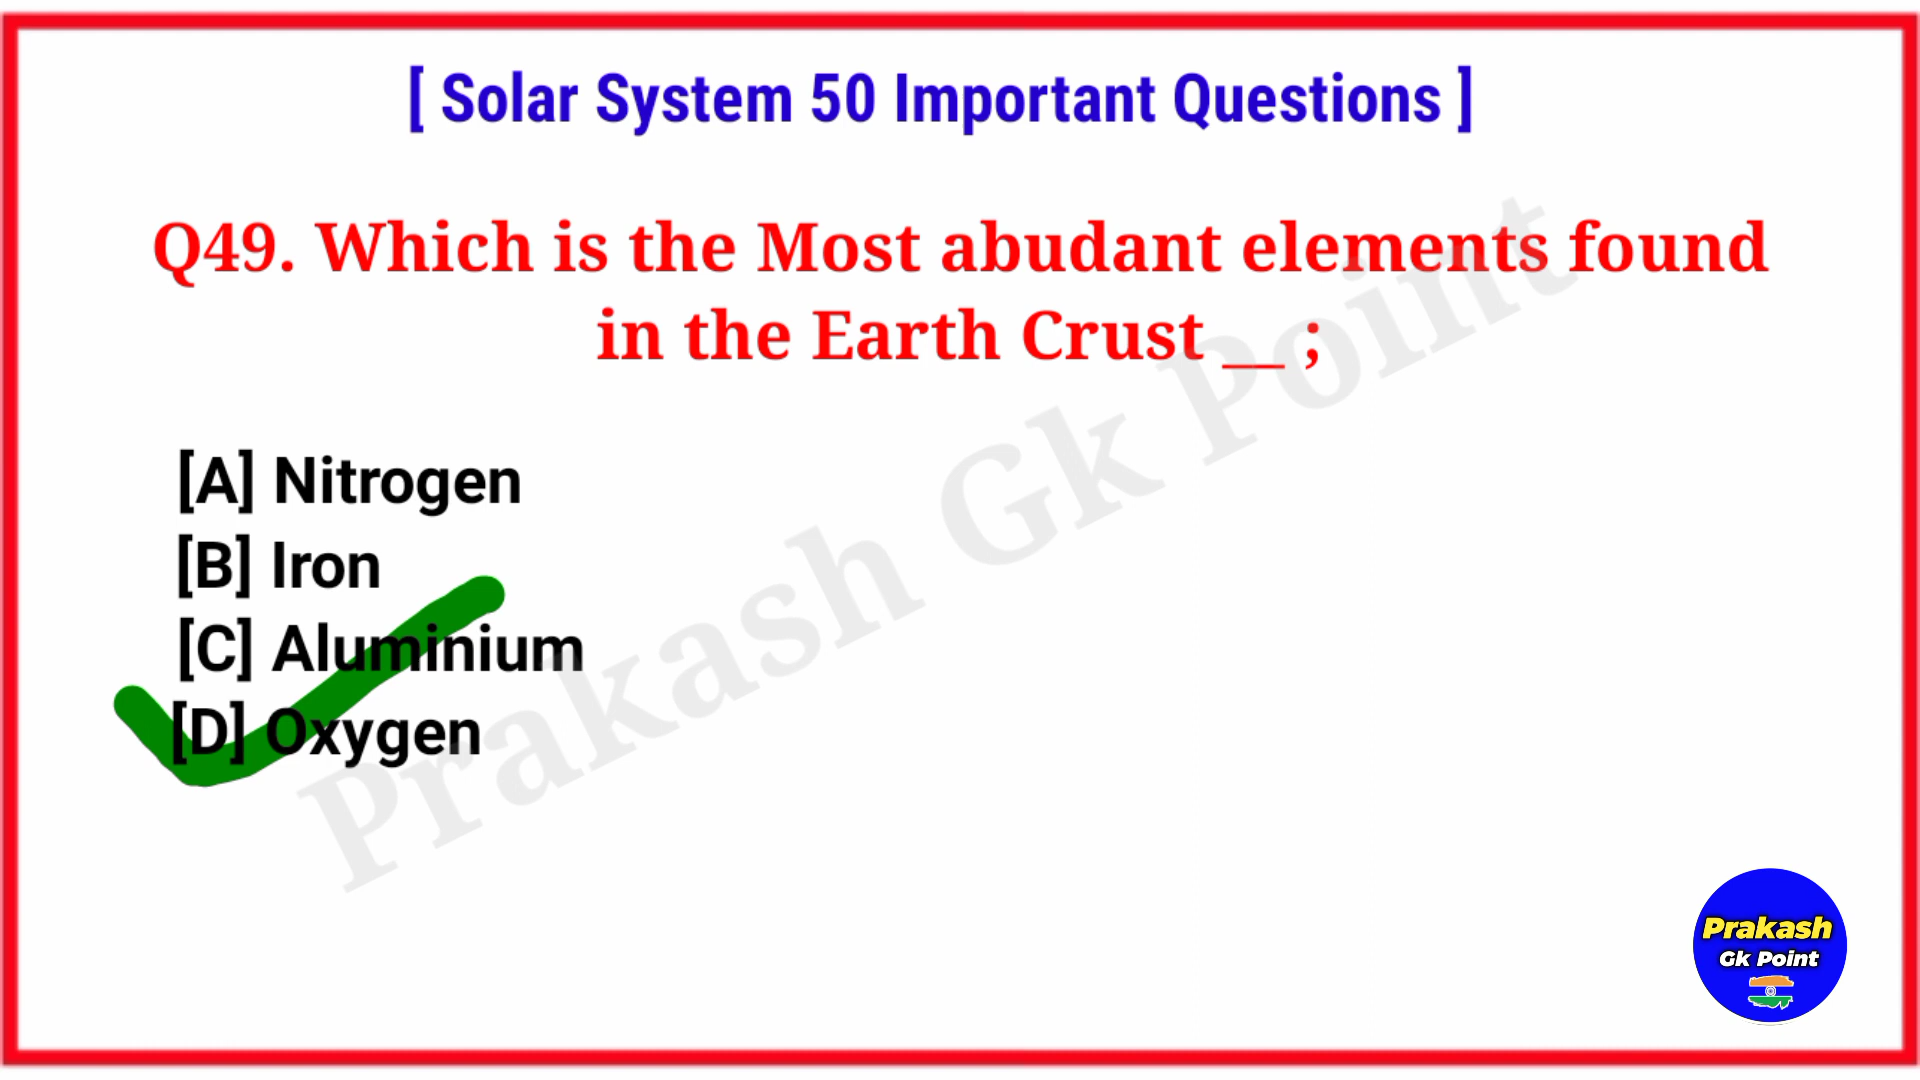 [ Solar System 50 Important Questions ]
Q49. Which is the Most abudant elements found
in the Earth Crust __ ;
[A] Nitrogen
[B] Iron
[C] Aluminium
[D] Oxygen
Prakash Gk Point
Prakash
Gk Point